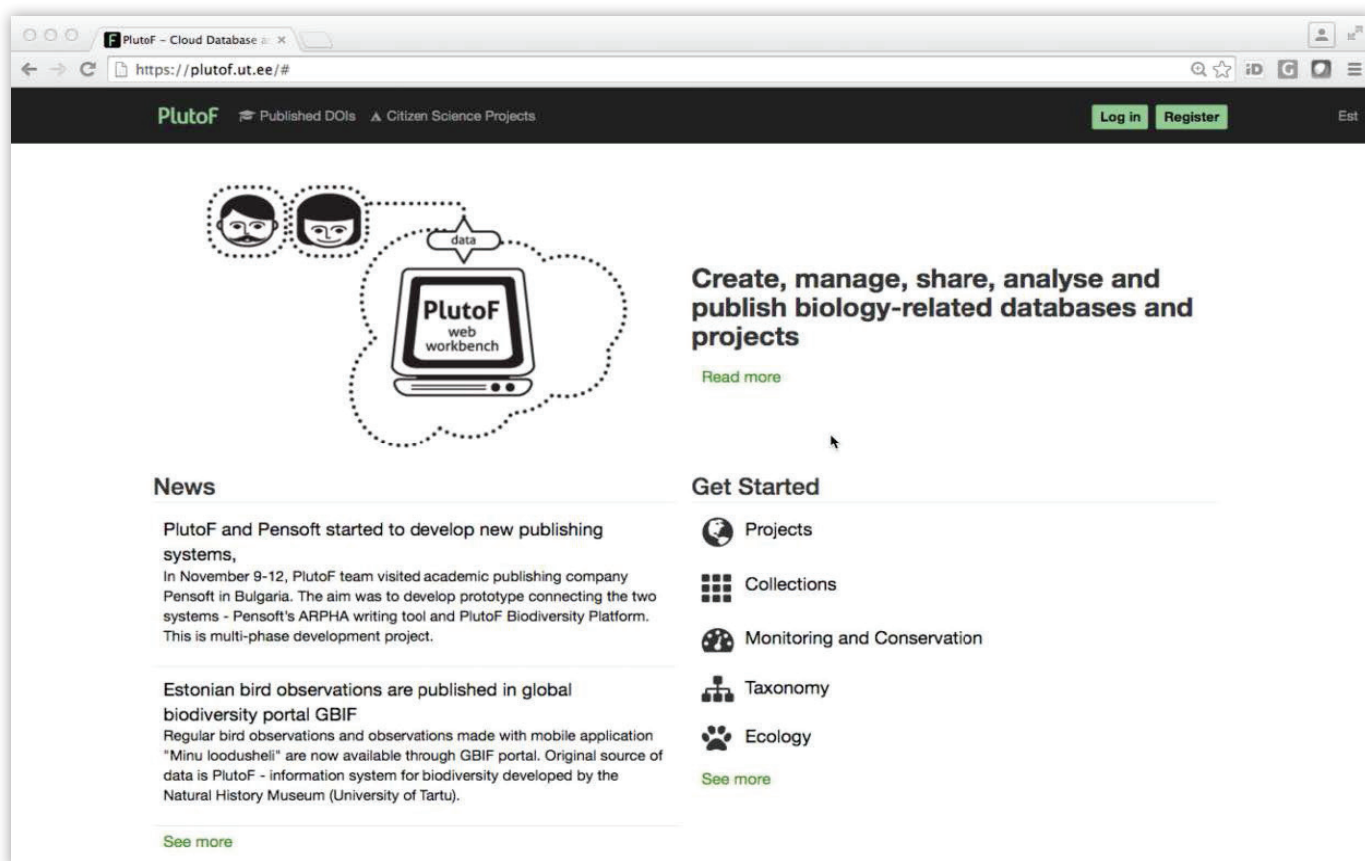 PlutoF – Cloud Database a
https://plutof.ut.ee/#
iD
G
PlutoF
Published DOIs
Citizen Science Projects
Log in
Register
Est
data
PlutoF
web
workbench
Create, manage, share, analyse and
publish biology-related databases and
projects
Read more
News
PlutoF and Pensoft started to develop new publishing
systems,
In November 9-12, PlutoF team visited academic publishing company
Pensoft in Bulgaria. The aim was to develop prototype connecting the two
systems - Pensoft's ARPHA writing tool and PlutoF Biodiversity Platform.
This is multi-phase development project.
Estonian bird observations are published in global
biodiversity portal GBIF
Regular bird observations and observations made with mobile application
"Minu loodusheli" are now available through GBIF portal. Original source of
data is PlutoF - information system for biodiversity developed by the
Natural History Museum (University of Tartu).
See more
Get Started
Projects
Collections
Monitoring and Conservation
Taxonomy
Ecology
See more